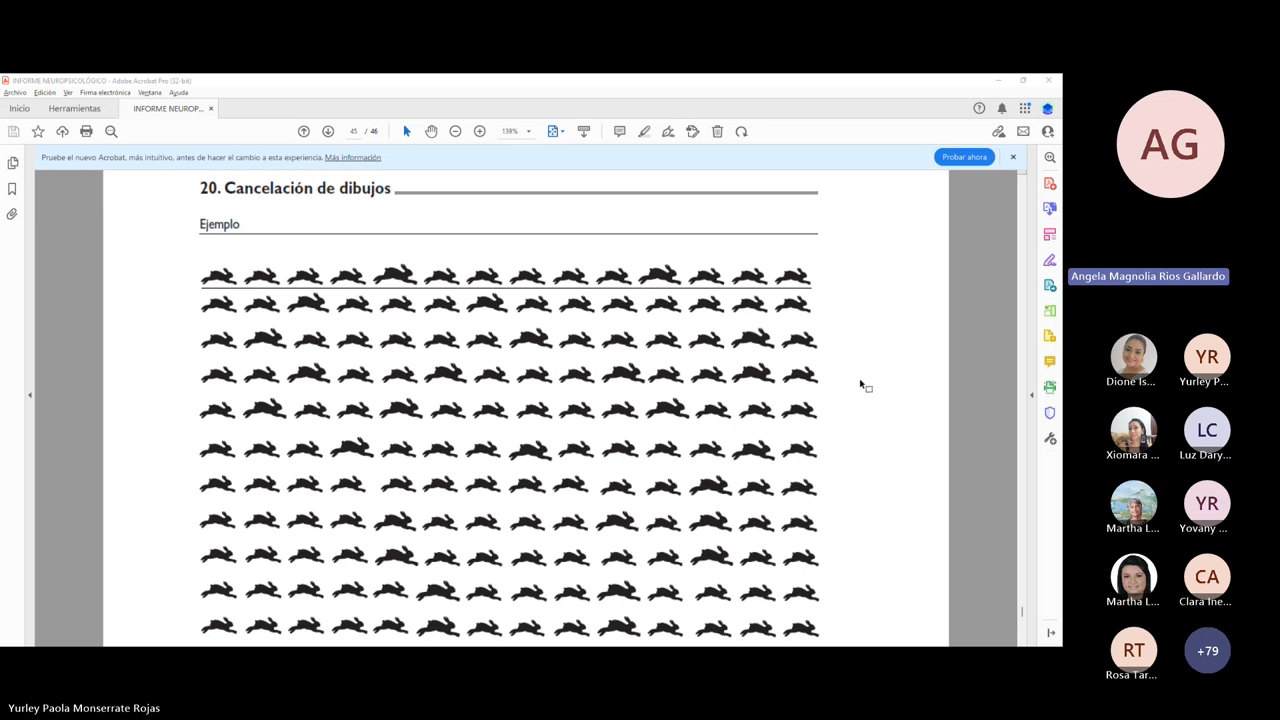 INFORME NEUROPSICOLÓGICO - Adobe Acrobat Pro (32-bit)
Archivo Edición Ver Firma electrónica Ventana Ayuda
Inicio Herramientas INFORME NEUROP... ×
45 / 46 139%
Pruebe el nuevo Acrobat, más intuitivo, antes de hacer el cambio a esta experiencia. Más información Probar ahora
20. Cancelación de dibujos
Ejemplo
AG
Angela Magnolia Rios Gallardo
YR
Dione Is... Yurley P...
LC
Xiomara ... Luz Dary...
YR
Martha L... Yovany ...
CA
Martha L... Clara Ine...
RT +79
Rosa Tar...
Yurley Paola Monserrate Rojas